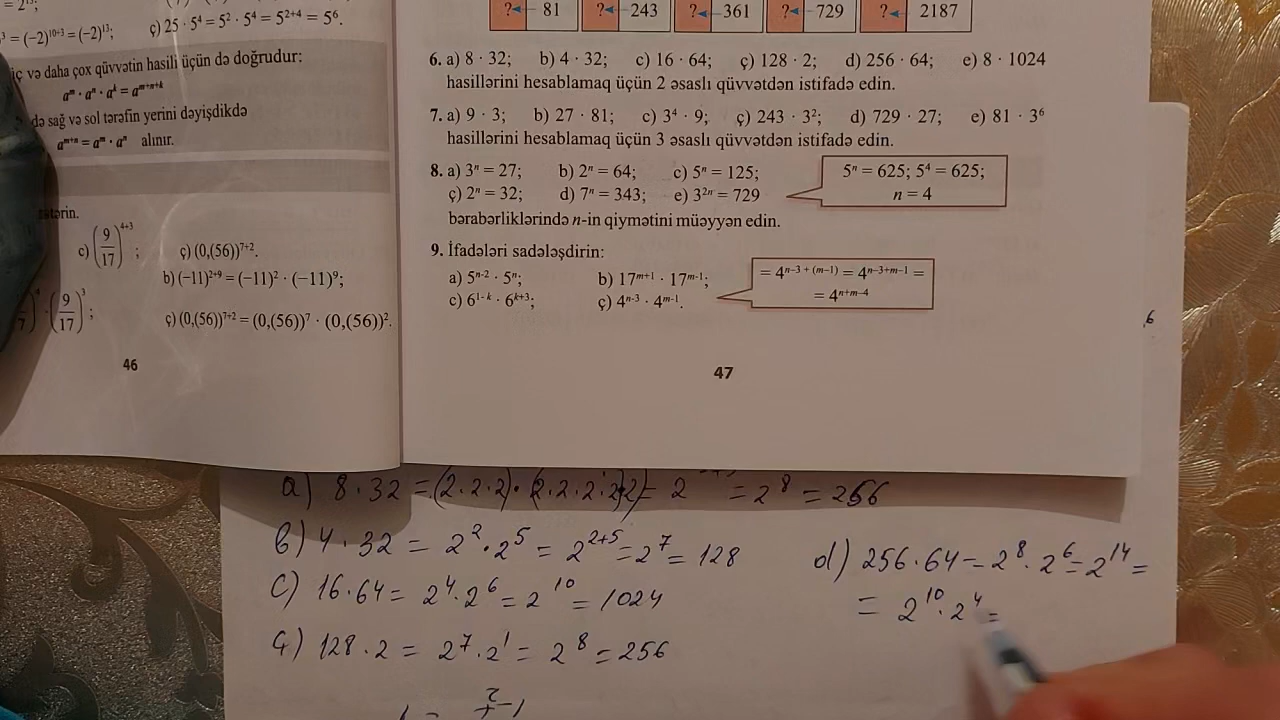 = 2¹³;
³ = (–2)¹⁰⁺³ = (–2)¹³;   ç) 25 · 5⁴ = 5² · 5⁴ = 5²⁺⁴ = 5⁶.
və daha çox qüvvətin hasili üçün də doğrudur:
aᵐ · aⁿ · aᵏ = aᵐ⁺ⁿ⁺ᵏ
də sağ və sol tərəfin yerini dəyişdikdə
aᵐ⁺ⁿ = aᵐ · aⁿ alınır.
c) (9/17)⁴⁺³ ;   ç) (0,(56))⁷⁺².
b) (–11)²⁺⁹ = (–11)² · (–11)⁹;
· (9/17)³ ;   ç) (0,(56))⁷⁺² = (0,(56))⁷ · (0,(56))².
46
? 81   ? 243   ? 361   ? 729   ? 2187
6. a) 8 · 32;   b) 4 · 32;   c) 16 · 64;   ç) 128 · 2;   d) 256 · 64;   e) 8 · 1024
hasillərini hesablamaq üçün 2 əsaslı qüvvətdən istifadə edin.
7. a) 9 · 3;   b) 27 · 81;   c) 3⁴ · 9;   ç) 243 · 3²;   d) 729 · 27;   e) 81 · 3⁶
hasillərini hesablamaq üçün 3 əsaslı qüvvətdən istifadə edin.
8. a) 3ⁿ = 27;   b) 2ⁿ = 64;   c) 5ⁿ = 125;
ç) 2ⁿ = 32;   d) 7ⁿ = 343;   e) 3²ⁿ = 729
5ⁿ = 625; 5⁴ = 625;
n = 4
bərabərliklərində n-in qiymətini müəyyən edin.
9. İfadələri sadələşdirin:
a) 5ⁿ⁻² · 5ⁿ;   b) 17ᵐ⁺¹ · 17ᵐ⁻¹;
c) 6¹⁻ᵏ · 6ᵏ⁺³;   ç) 4ⁿ⁻³ · 4ᵐ⁻¹.
= 4ⁿ⁻³ ⁺ ⁽ᵐ⁻¹⁾ = 4ⁿ⁻³⁺ᵐ⁻¹ =
= 4ⁿ⁺ᵐ⁻⁴
47
a) 8 · 32 = (2·2·2)·(2·2·2·2·2) = 2 = 2⁸ = 256
b) 4 · 32 = 2² · 2⁵ = 2²⁺⁵ = 2⁷ = 128
c) 16 · 64 = 2⁴ · 2⁶ = 2¹⁰ = 1024
ç) 128 · 2 = 2⁷ · 2¹ = 2⁸ = 256
d) 256 · 64 = 2⁸ · 2⁶ = 2¹⁴ =
= 2¹⁰ · 2⁴ =